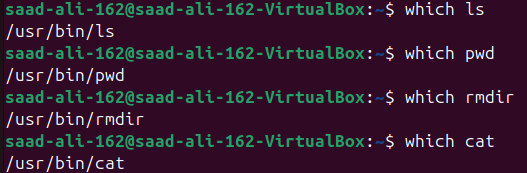 saad-ali-162@saad-ali-162-VirtualBox:~$ which ls
/usr/bin/ls
saad-ali-162@saad-ali-162-VirtualBox:~$ which pwd
/usr/bin/pwd
saad-ali-162@saad-ali-162-VirtualBox:~$ which rmdir
/usr/bin/rmdir
saad-ali-162@saad-ali-162-VirtualBox:~$ which cat
/usr/bin/cat